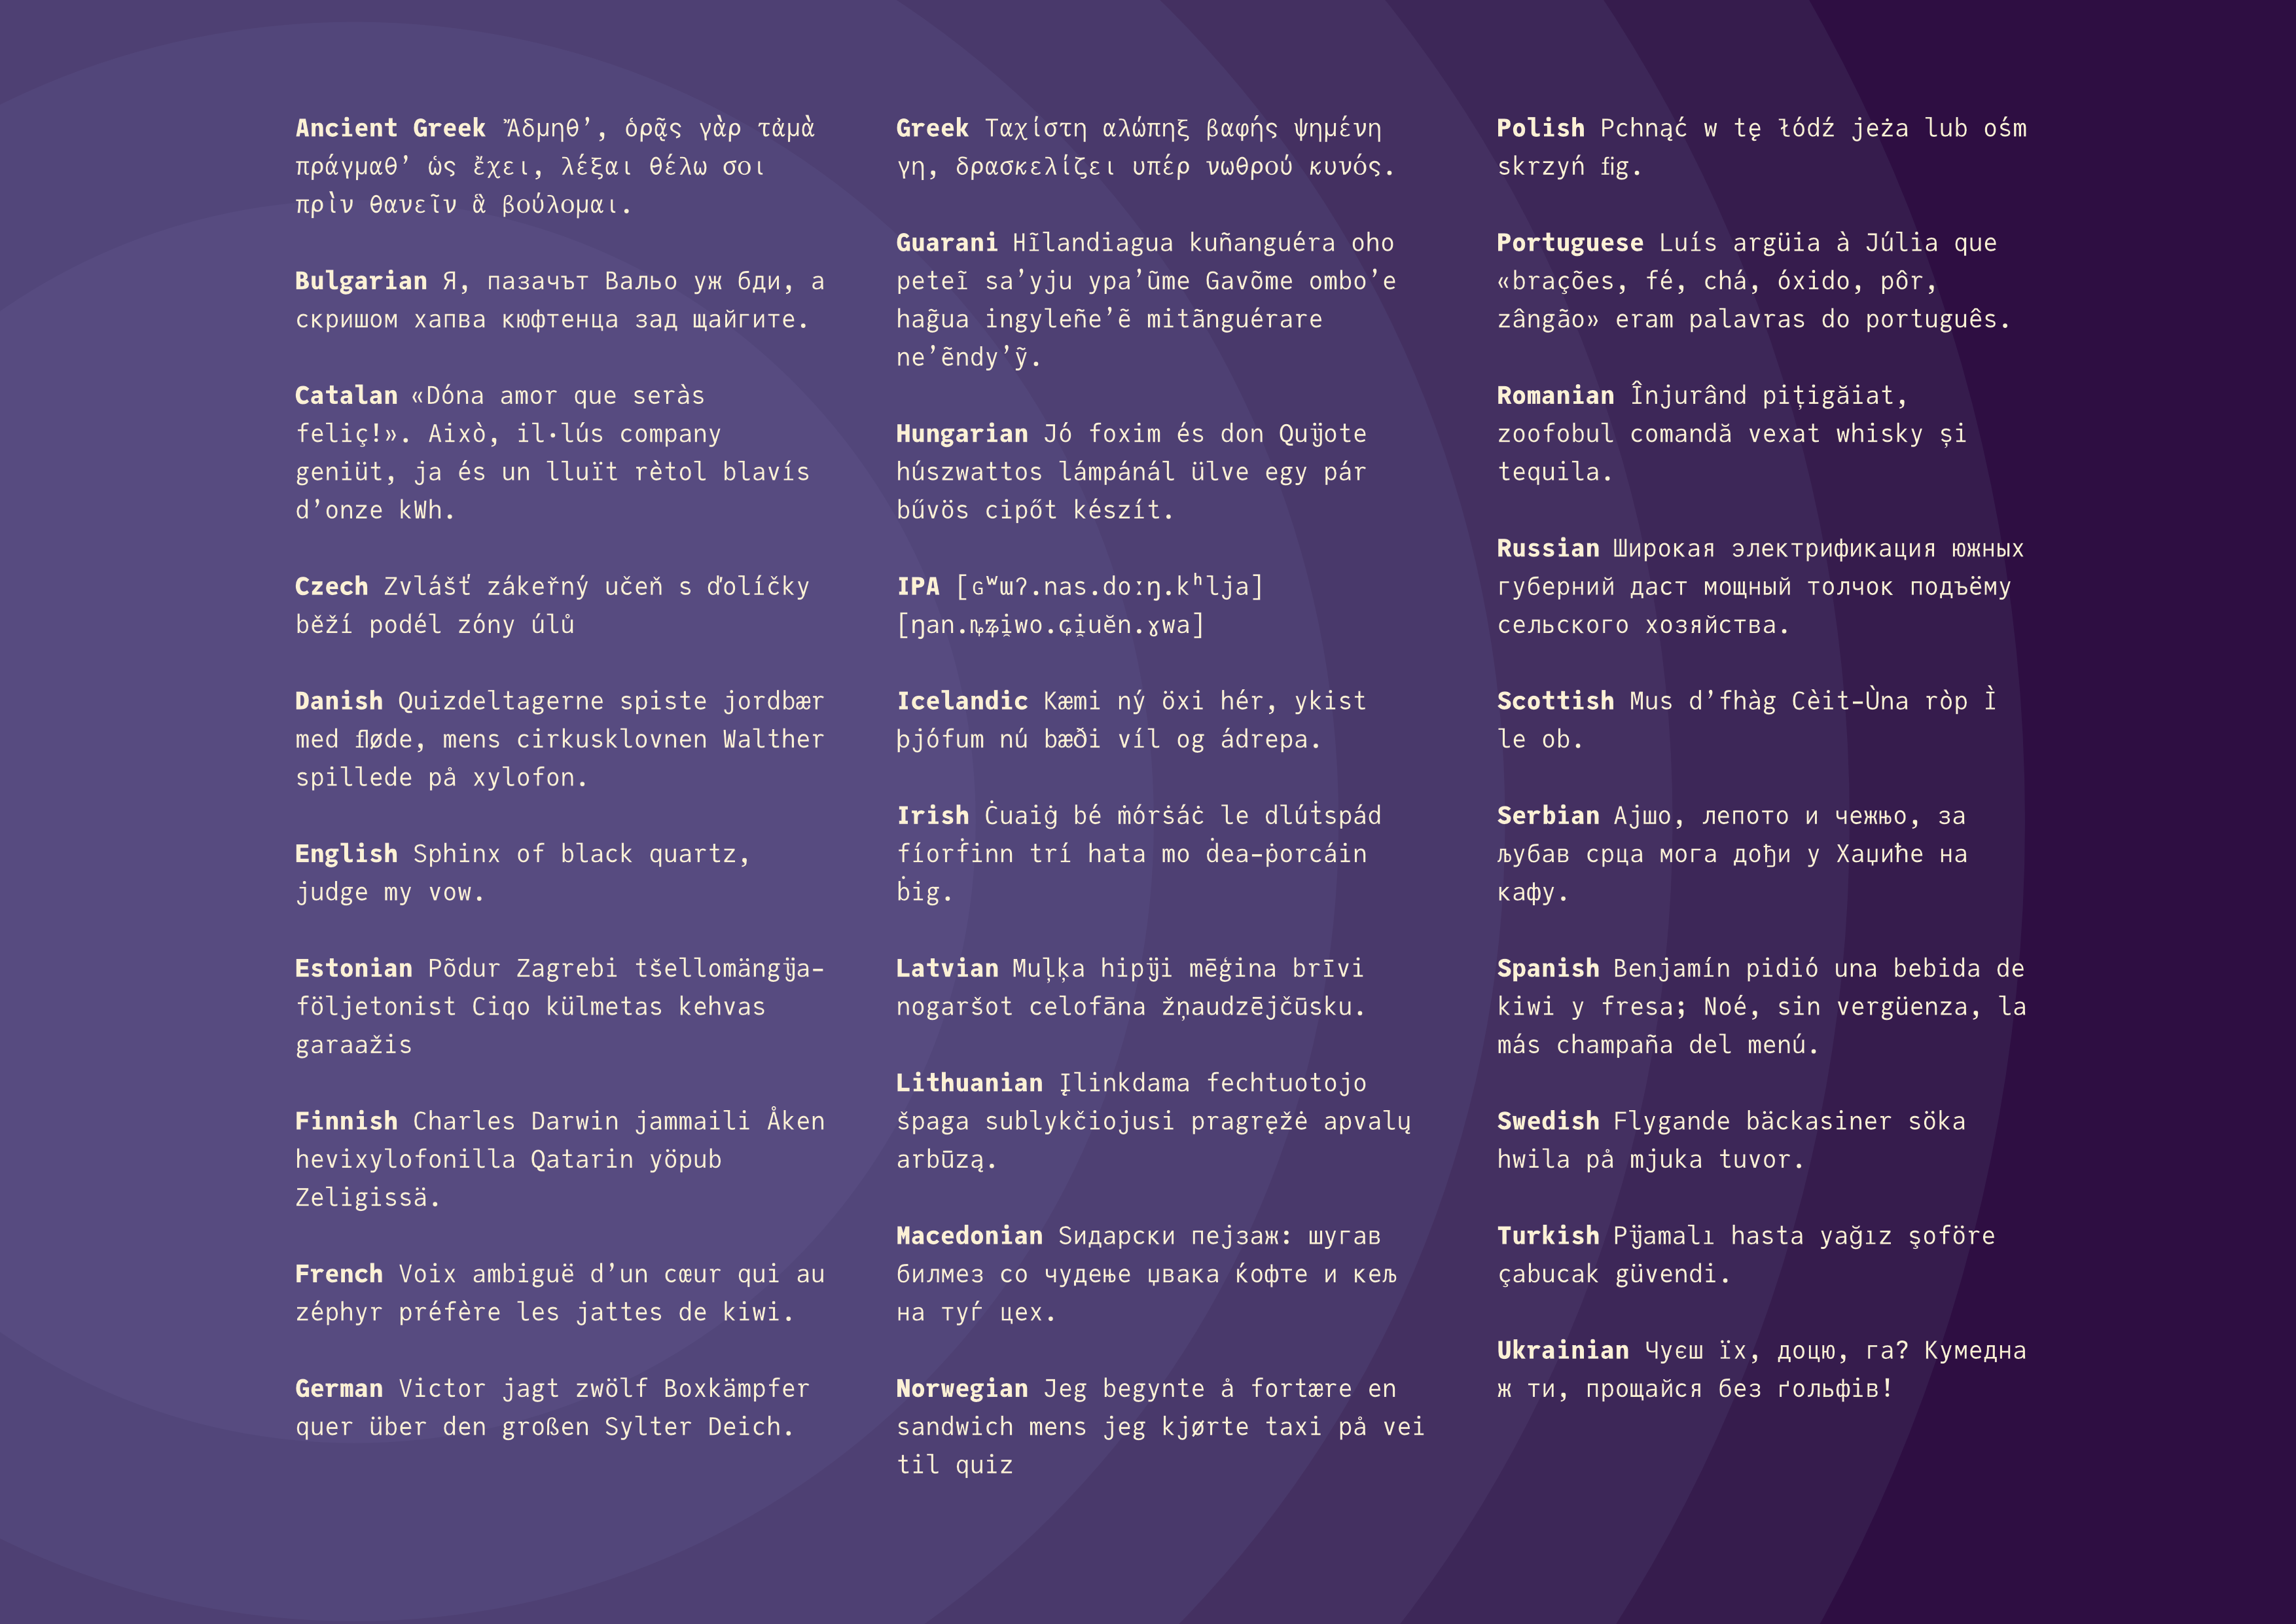 Ancient Greek Ἄδμηθ’, ὁρᾷς γὰρ τἀμὰ
πράγμαθ’ ὡς ἔχει, λέξαι θέλω σοι
πρὶν θανεῖν ἃ βούλομαι.
Bulgarian Я, пазачът Вальо уж бди, а
скришом хапва кюфтенца зад щайгите.
Catalan «Dóna amor que seràs
feliç!». Això, il·lús company
geniüt, ja és un lluït rètol blavís
d’onze kWh.
Czech Zvlášť zákeřný učeň s ďolíčky
běží podél zóny úlů
Danish Quizdeltagerne spiste jordbær
med fløde, mens cirkusklovnen Walther
spillede på xylofon.
English Sphinx of black quartz,
judge my vow.
Estonian Põdur Zagrebi tšellomängija-
följetonist Ciqo külmetas kehvas
garaažis
Finnish Charles Darwin jammaili Åken
hevixylofonilla Qatarin yöpub
Zeligissä.
French Voix ambiguë d’un cœur qui au
zéphyr préfère les jattes de kiwi.
German Victor jagt zwölf Boxkämpfer
quer über den großen Sylter Deich.
Greek Ταχίστη αλώπηξ βαφής ψημένη
γη, δρασκελίζει υπέρ νωθρού κυνός.
Guarani Hĩlandiagua kuñanguéra oho
peteĩ sa’yju ypa’ũme Gavõme ombo’e
hag̃ua ingyleñe’ẽ mitãnguérare
ne’ẽndy’ỹ.
Hungarian Jó foxim és don Quijote
húszwattos lámpánál ülve egy pár
bűvös cipőt készít.
IPA [ɢʷɯʔ.nas.doːŋ.kʰlja]
[ŋan.ȵʑi̯wo.ɕi̯uĕn.ɣwa]
Icelandic Kæmi ný öxi hér, ykist
þjófum nú bæði víl og ádrepa.
Irish Ċuaiġ bé ṁórṡáċ le dlúṫspád
fíorḟinn trí hata mo ḋea-ṗorcáin
ḃig.
Latvian Muļķa hipiji mēģina brīvi
nogaršot celofāna žņaudzējčūsku.
Lithuanian Įlinkdama fechtuotojo
špaga sublykčiojusi pragręžė apvalų
arbūzą.
Macedonian Ѕидарски пејзаж: шугав
билмез со чудење џвака ќофте и кељ
на туѓ цех.
Norwegian Jeg begynte å fortære en
sandwich mens jeg kjørte taxi på vei
til quiz
Polish Pchnąć w tę łódź jeża lub ośm
skrzyń fig.
Portuguese Luís argüia à Júlia que
«brações, fé, chá, óxido, pôr,
zângão» eram palavras do português.
Romanian Înjurând pițigăiat,
zoofobul comandă vexat whisky și
tequila.
Russian Широкая электрификация южных
губерний даст мощный толчок подъёму
сельского хозяйства.
Scottish Mus d’fhàg Cèit-Ùna ròp Ì
le ob.
Serbian Ајшо, лепото и чежњо, за
љубав срца мога дођи у Хаџиће на
кафу.
Spanish Benjamín pidió una bebida de
kiwi y fresa; Noé, sin vergüenza, la
más champaña del menú.
Swedish Flygande bäckasiner söka
hwila på mjuka tuvor.
Turkish Pijamalı hasta yağız şoföre
çabucak güvendi.
Ukrainian Чуєш їх, доцю, га? Кумедна
ж ти, прощайся без ґольфів!